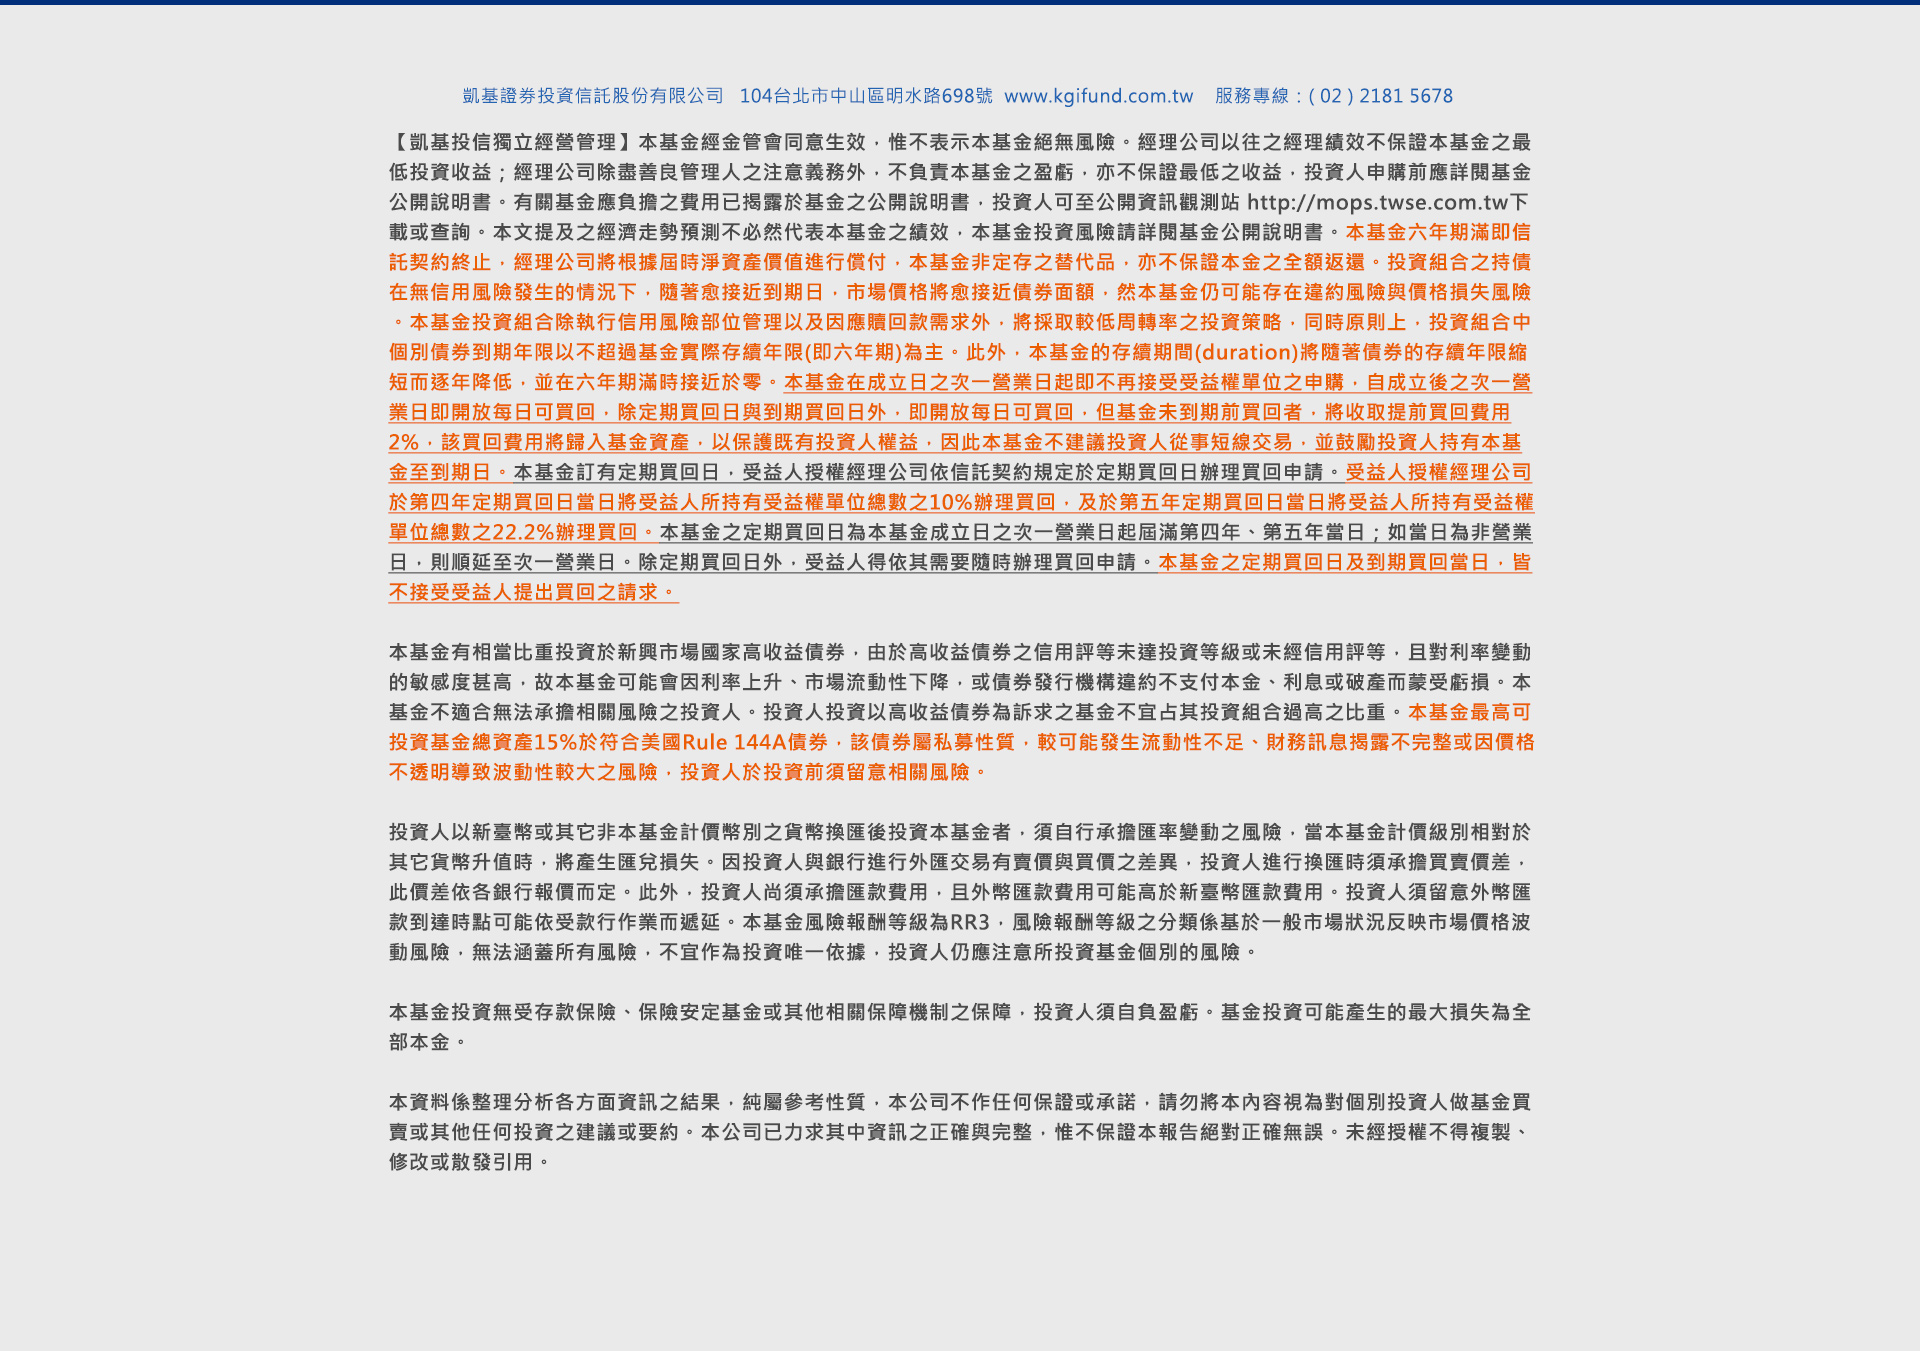 凱基證券投資信託股份有限公司 104台北市中山區明水路698號 www.kgifund.com.tw 服務專線：( 02 ) 2181 5678
【凱基投信獨立經營管理】本基金經金管會同意生效，惟不表示本基金絕無風險。經理公司以往之經理績效不保證本基金之最
低投資收益；經理公司除盡善良管理人之注意義務外，不負責本基金之盈虧，亦不保證最低之收益，投資人申購前應詳閱基金
公開說明書。有關基金應負擔之費用已揭露於基金之公開說明書，投資人可至公開資訊觀測站 http://mops.twse.com.tw下
載或查詢。本文提及之經濟走勢預測不必然代表本基金之績效，本基金投資風險請詳閱基金公開說明書。本基金六年期滿即信
託契約終止，經理公司將根據屆時淨資產價值進行償付，本基金非定存之替代品，亦不保證本金之全額返還。投資組合之持債
在無信用風險發生的情況下，隨著愈接近到期日，市場價格將愈接近債券面額，然本基金仍可能存在違約風險與價格損失風險
。本基金投資組合除執行信用風險部位管理以及因應贖回款需求外，將採取較低周轉率之投資策略，同時原則上，投資組合中
個別債券到期年限以不超過基金實際存續年限(即六年期)為主。此外，本基金的存續期間(duration)將隨著債券的存續年限縮
短而逐年降低，並在六年期滿時接近於零。本基金在成立日之次一營業日起即不再接受受益權單位之申購，自成立後之次一營
業日即開放每日可買回，除定期買回日與到期買回日外，即開放每日可買回，但基金未到期前買回者，將收取提前買回費用
2%，該買回費用將歸入基金資產，以保護既有投資人權益，因此本基金不建議投資人從事短線交易，並鼓勵投資人持有本基
金至到期日。本基金訂有定期買回日，受益人授權經理公司依信託契約規定於定期買回日辦理買回申請。受益人授權經理公司
於第四年定期買回日當日將受益人所持有受益權單位總數之10%辦理買回，及於第五年定期買回日當日將受益人所持有受益權
單位總數之22.2%辦理買回。本基金之定期買回日為本基金成立日之次一營業日起屆滿第四年、第五年當日；如當日為非營業
日，則順延至次一營業日。除定期買回日外，受益人得依其需要隨時辦理買回申請。本基金之定期買回日及到期買回當日，皆
不接受受益人提出買回之請求。
本基金有相當比重投資於新興市場國家高收益債券，由於高收益債券之信用評等未達投資等級或未經信用評等，且對利率變動
的敏感度甚高，故本基金可能會因利率上升、市場流動性下降，或債券發行機構違約不支付本金、利息或破產而蒙受虧損。本
基金不適合無法承擔相關風險之投資人。投資人投資以高收益債券為訴求之基金不宜占其投資組合過高之比重。本基金最高可
投資基金總資產15%於符合美國Rule 144A債券，該債券屬私募性質，較可能發生流動性不足、財務訊息揭露不完整或因價格
不透明導致波動性較大之風險，投資人於投資前須留意相關風險。
投資人以新臺幣或其它非本基金計價幣別之貨幣換匯後投資本基金者，須自行承擔匯率變動之風險，當本基金計價級別相對於
其它貨幣升值時，將產生匯兌損失。因投資人與銀行進行外匯交易有賣價與買價之差異，投資人進行換匯時須承擔買賣價差，
此價差依各銀行報價而定。此外，投資人尚須承擔匯款費用，且外幣匯款費用可能高於新臺幣匯款費用。投資人須留意外幣匯
款到達時點可能依受款行作業而遞延。本基金風險報酬等級為RR3，風險報酬等級之分類係基於一般市場狀況反映市場價格波
動風險，無法涵蓋所有風險，不宜作為投資唯一依據，投資人仍應注意所投資基金個別的風險。
本基金投資無受存款保險、保險安定基金或其他相關保障機制之保障，投資人須自負盈虧。基金投資可能產生的最大損失為全
部本金。
本資料係整理分析各方面資訊之結果，純屬參考性質，本公司不作任何保證或承諾，請勿將本內容視為對個別投資人做基金買
賣或其他任何投資之建議或要約。本公司已力求其中資訊之正確與完整，惟不保證本報告絕對正確無誤。未經授權不得複製、
修改或散發引用。